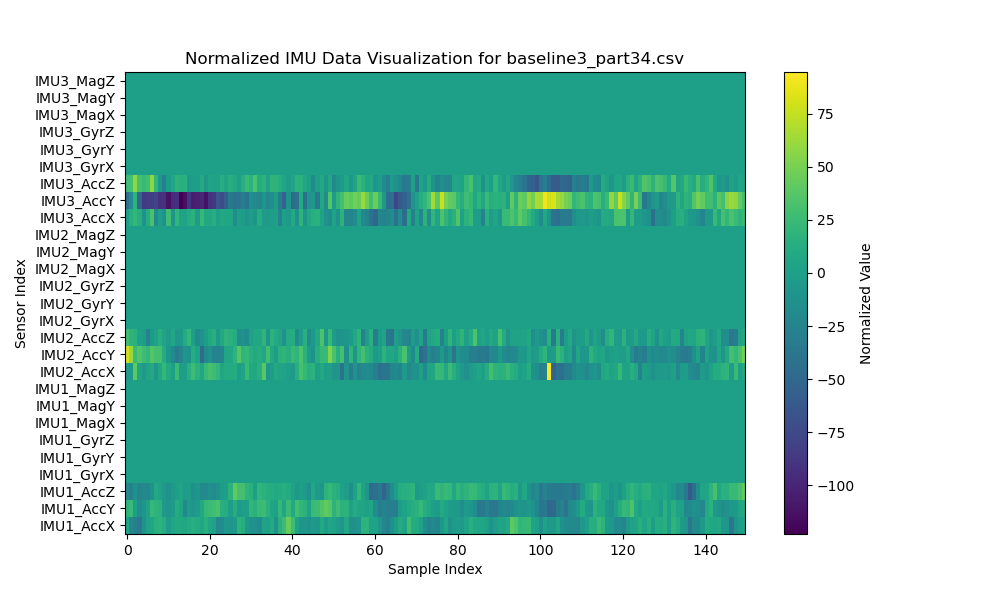 Normalized IMU Data Visualization for baseline3_part34.csv
IMU3_MagZ
IMU3_MagY
IMU3_MagX
IMU3_GyrZ
IMU3_GyrY
IMU3_GyrX
IMU3_AccZ
IMU3_AccY
IMU3_AccX
IMU2_MagZ
IMU2_MagY
IMU2_MagX
IMU2_GyrZ
IMU2_GyrY
IMU2_GyrX
IMU2_AccZ
IMU2_AccY
IMU2_AccX
IMU1_MagZ
IMU1_MagY
IMU1_MagX
IMU1_GyrZ
IMU1_GyrY
IMU1_GyrX
IMU1_AccZ
IMU1_AccY
IMU1_AccX
Sensor Index
0 20 40 60 80 100 120 140
Sample Index
75
50
25
0
−25
−50
−75
−100
Normalized Value